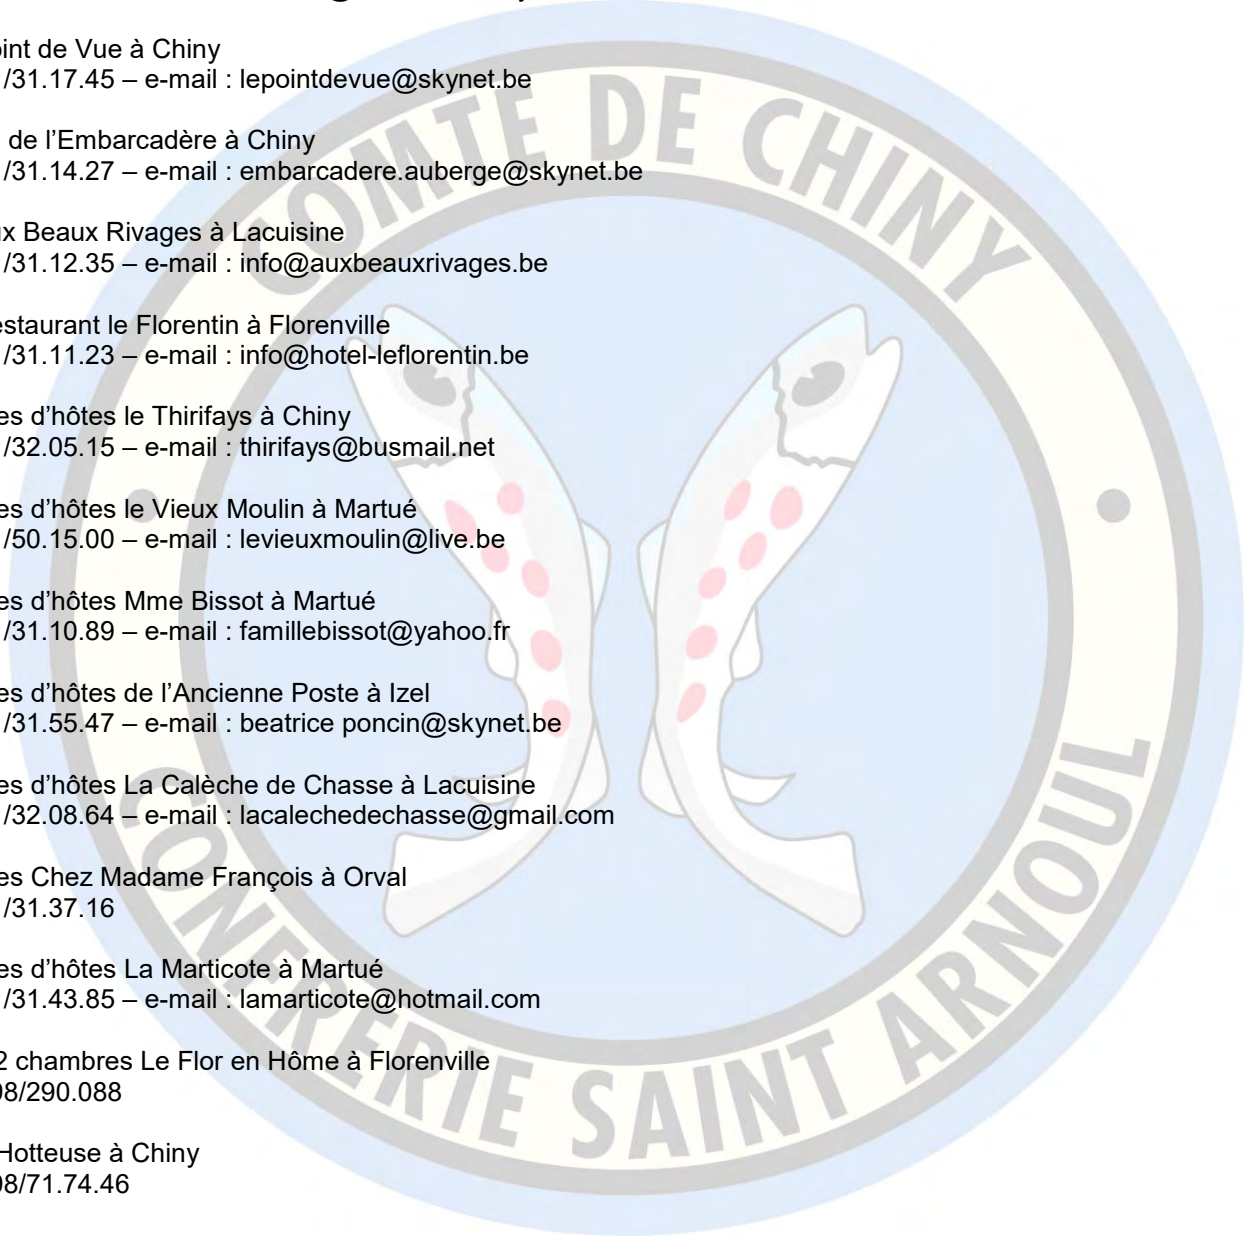 oint de Vue à Chiny
/31.17.45 – e-mail : lepointdevue@skynet.be
de l’Embarcadère à Chiny
/31.14.27 – e-mail : embarcadere.auberge@skynet.be
ux Beaux Rivages à Lacuisine
/31.12.35 – e-mail : info@auxbeauxrivages.be
estaurant le Florentin à Florenville
/31.11.23 – e-mail : info@hotel-leflorentin.be
es d’hôtes le Thirifays à Chiny
/32.05.15 – e-mail : thirifays@busmail.net
es d’hôtes le Vieux Moulin à Martué
/50.15.00 – e-mail : levieuxmoulin@live.be
es d’hôtes Mme Bissot à Martué
/31.10.89 – e-mail : famillebissot@yahoo.fr
es d’hôtes de l’Ancienne Poste à Izel
/31.55.47 – e-mail : beatrice poncin@skynet.be
es d’hôtes La Calèche de Chasse à Lacuisine
/32.08.64 – e-mail : lacalechedechasse@gmail.com
es Chez Madame François à Orval
/31.37.16
es d’hôtes La Marticote à Martué
/31.43.85 – e-mail : lamarticote@hotmail.com
2 chambres Le Flor en Hôme à Florenville
98/290.088
Hotteuse à Chiny
98/71.74.46
COMTE DE CHINY
CONFRERIE SAINT ARNOUL